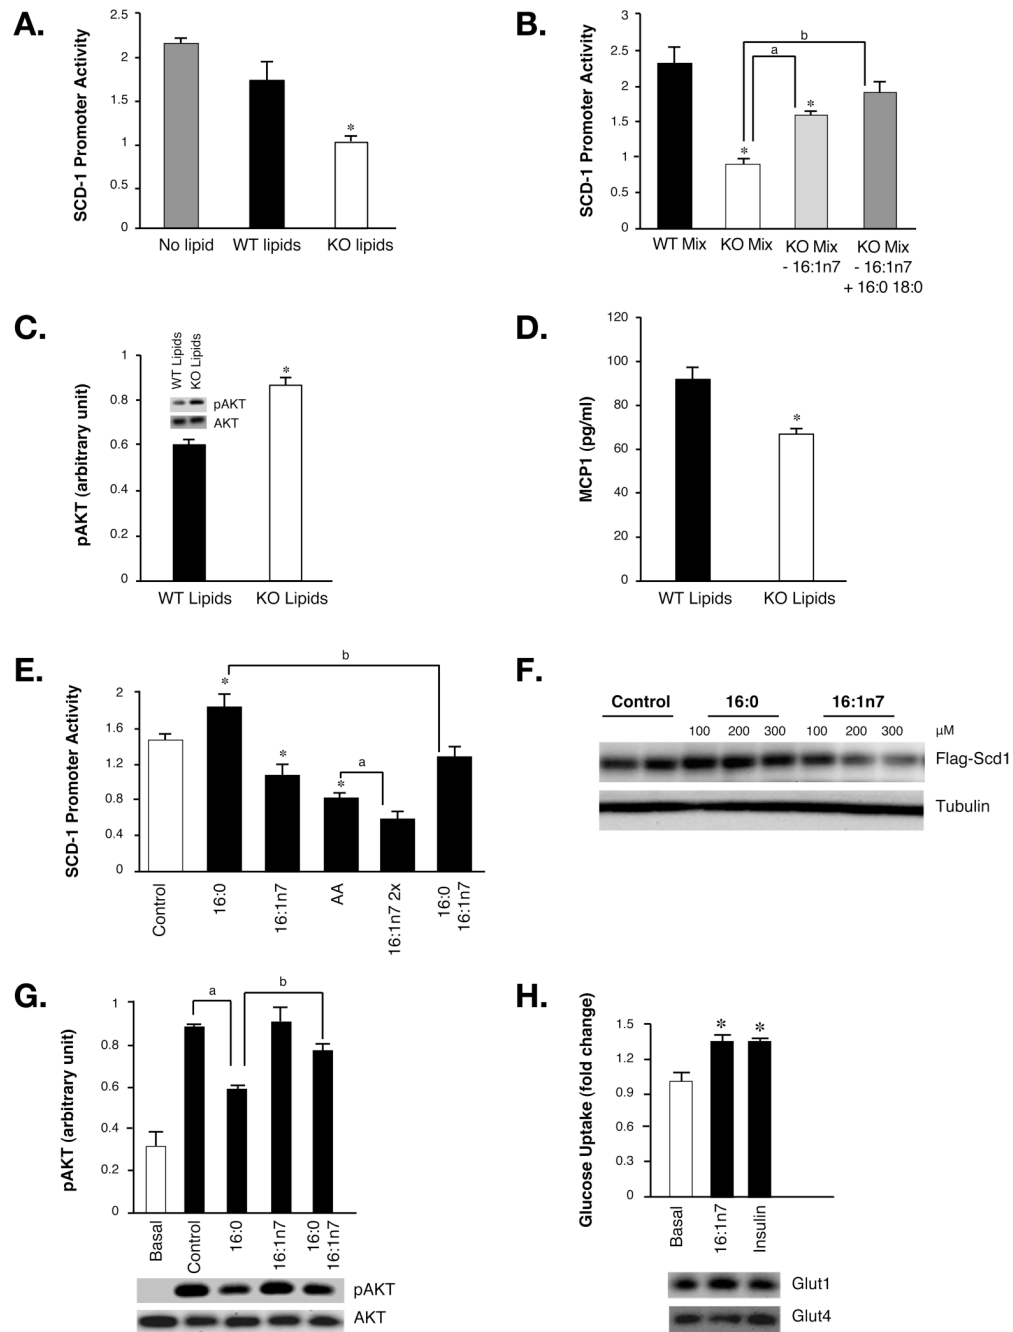 A.
SCD-1 Promoter Activity
2.5
2
1.5
1
0.5
0
*
No lipid
WT lipids
KO lipids
B.
SCD-1 Promoter Activity
3
2.5
2
1.5
1
0.5
0
b
a
*
*
WT Mix
KO Mix
KO Mix
- 16:1n7
KO Mix
- 16:1n7
+ 16:0 18:0
C.
pAKT (arbitrary unit)
1
0.8
0.6
0.4
0.2
0
WT Lipids
KO Lipids
pAKT
AKT
*
WT Lipids
KO Lipids
D.
MCP1 (pg/ml)
120
100
80
60
40
20
0
*
WT Lipids
KO Lipids
E.
SCD-1 Promoter Activity
2
1.6
1.2
0.8
0.4
0
b
*
*
a
*
Control
16:0
16:1n7
AA
16:1n7 2x
16:0
16:1n7
F.
Control
16:0
16:1n7
100 200 300 100 200 300 µM
Flag-Scd1
Tubulin
G.
pAKT (arbitrary unit)
1
0.8
0.6
0.4
0.2
0
a
b
Basal
Control
16:0
16:1n7
16:0
16:1n7
pAKT
AKT
H.
Glucose Uptake (fold change)
1.5
1.2
0.9
0.6
0.3
0
*
*
Basal
16:1n7
Insulin
Glut1
Glut4